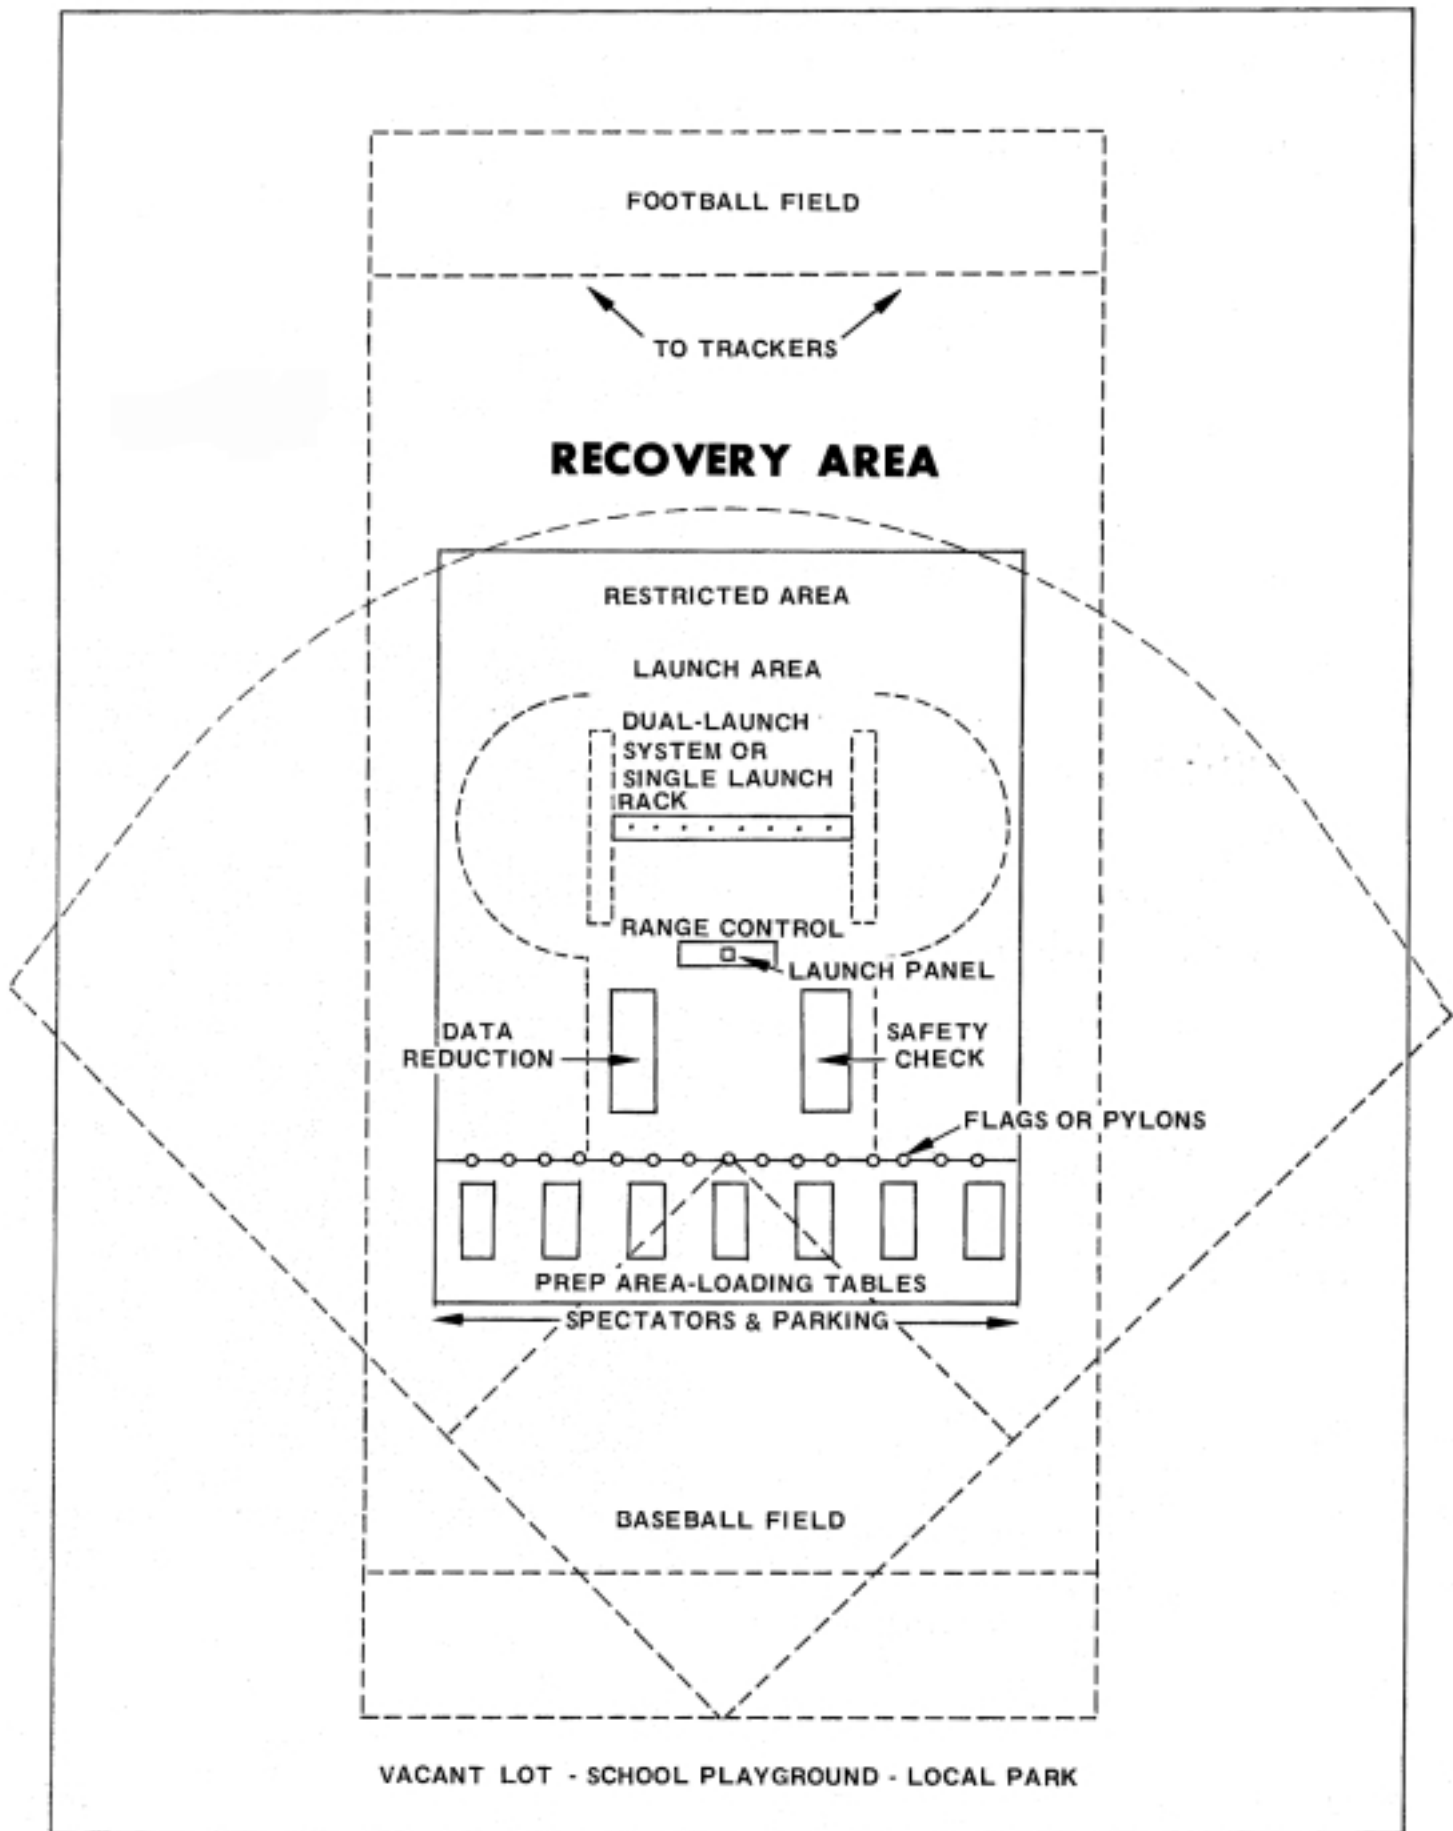 FOOTBALL FIELD
TO TRACKERS
RECOVERY AREA
RESTRICTED AREA
LAUNCH AREA
DUAL-LAUNCH
SYSTEM OR
SINGLE LAUNCH
RACK
RANGE CONTROL
LAUNCH PANEL
DATA
REDUCTION
SAFETY
CHECK
FLAGS OR PYLONS
PREP AREA-LOADING TABLES
SPECTATORS & PARKING
BASEBALL FIELD
VACANT LOT - SCHOOL PLAYGROUND - LOCAL PARK